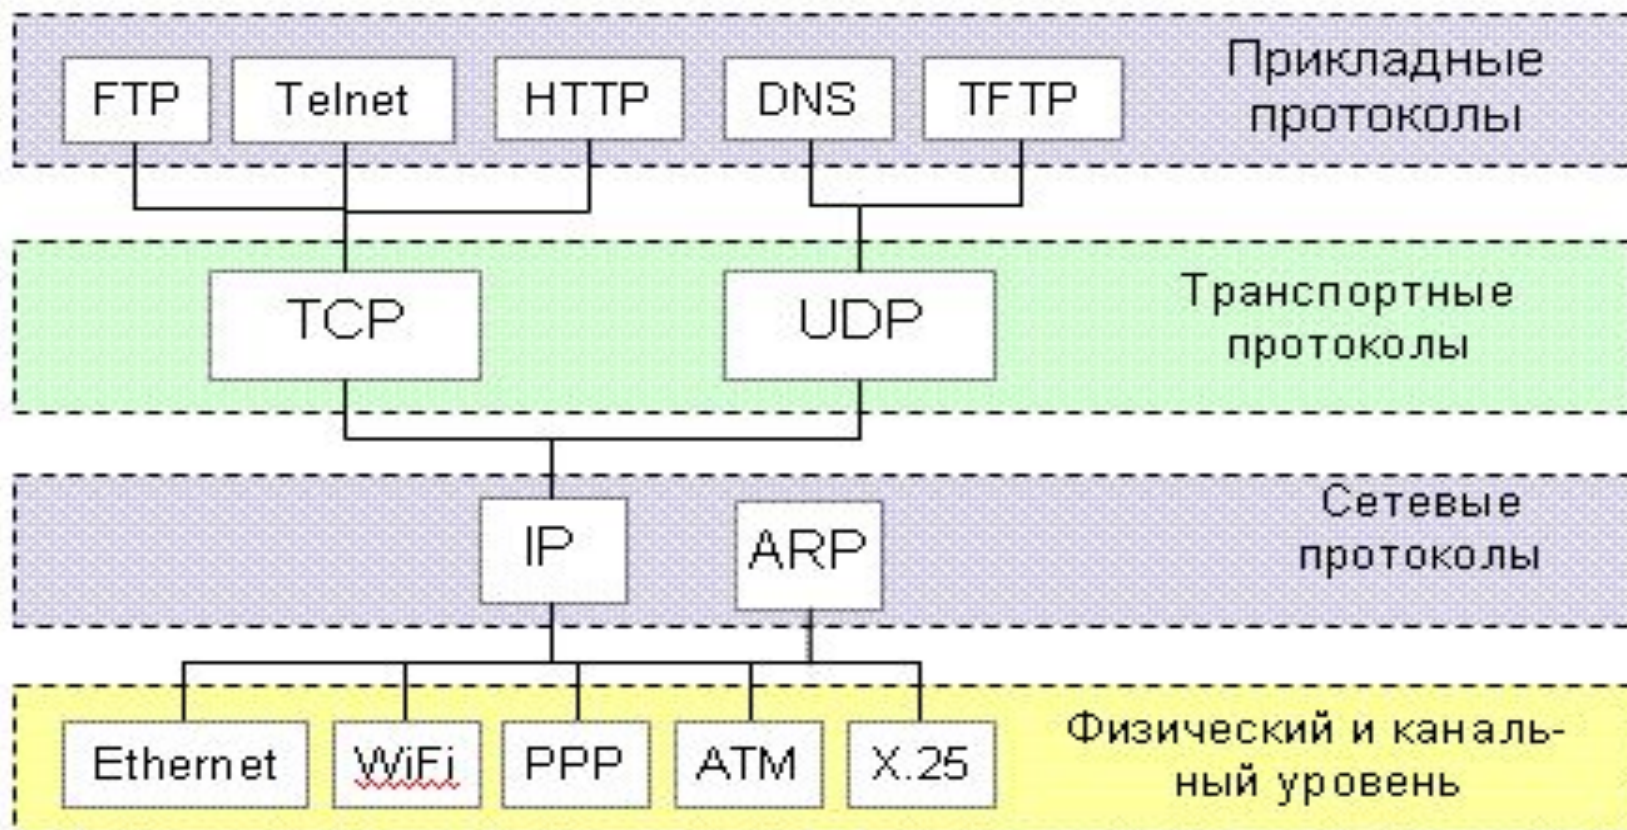 FTP Telnet HTTP DNS TFTP
Прикладные
протоколы
TCP UDP
Транспортные
протоколы
IP ARP
Сетевые
протоколы
Ethernet WiFi PPP ATM X.25
Физический и каналь-
ный уровень